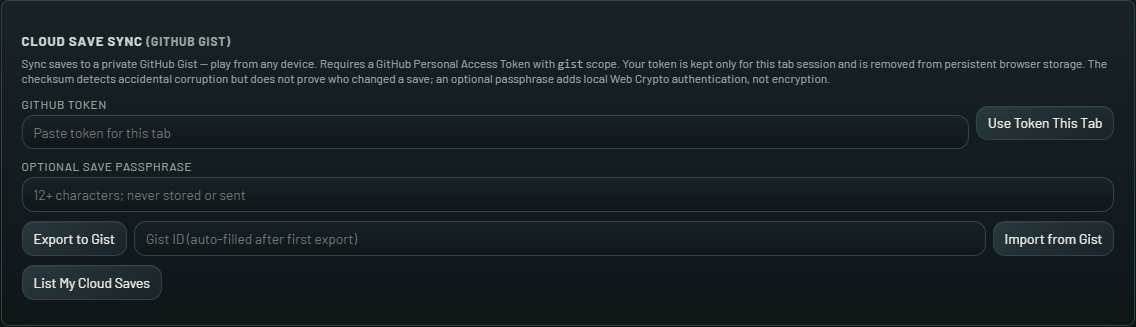 CLOUD SAVE SYNC (GITHUB GIST)
Sync saves to a private GitHub Gist — play from any device. Requires a GitHub Personal Access Token with gist scope. Your token is kept only for this tab session and is removed from persistent browser storage. The
checksum detects accidental corruption but does not prove who changed a save; an optional passphrase adds local Web Crypto authentication, not encryption.
GITHUB TOKEN
Paste token for this tab
Use Token This Tab
OPTIONAL SAVE PASSPHRASE
12+ characters; never stored or sent
Export to Gist
Gist ID (auto-filled after first export)
Import from Gist
List My Cloud Saves